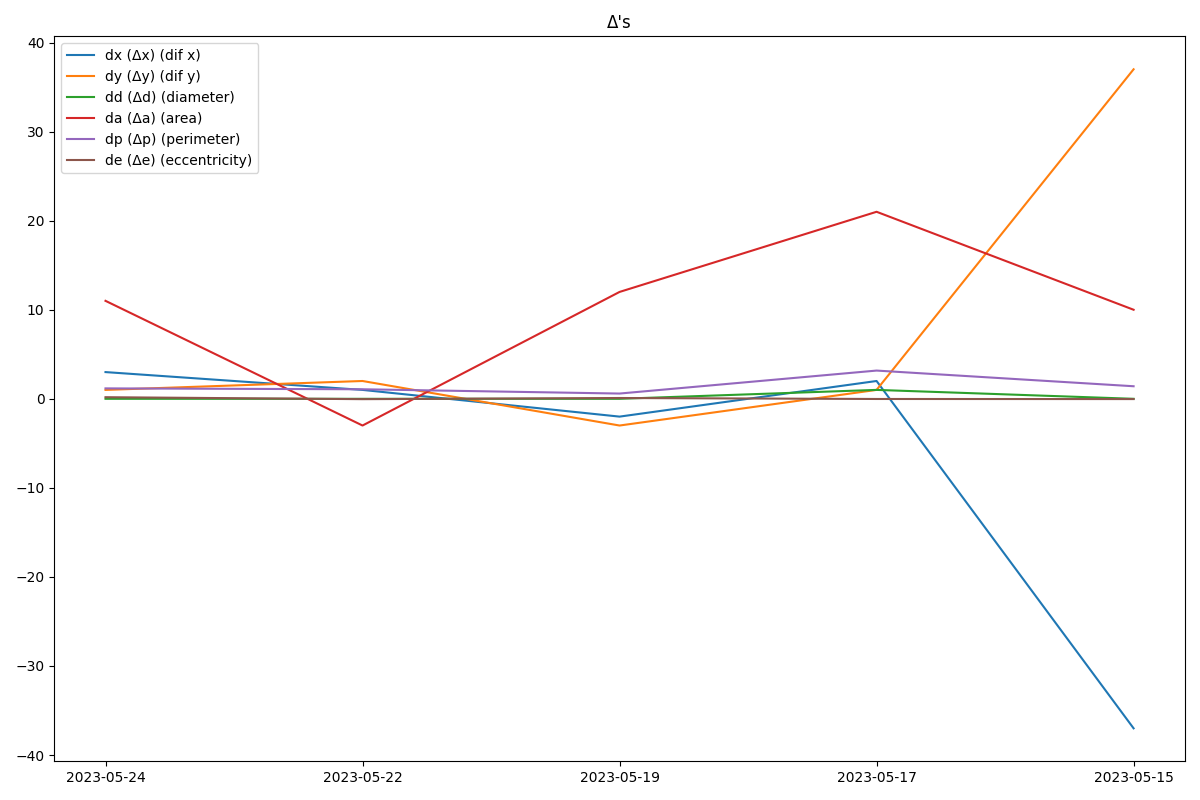 Δ's
dx (Δx) (dif x)
dy (Δy) (dif y)
dd (Δd) (diameter)
da (Δa) (area)
dp (Δp) (perimeter)
de (Δe) (eccentricity)
40
30
20
10
0
−10
−20
−30
−40
2023-05-24 2023-05-22 2023-05-19 2023-05-17 2023-05-15